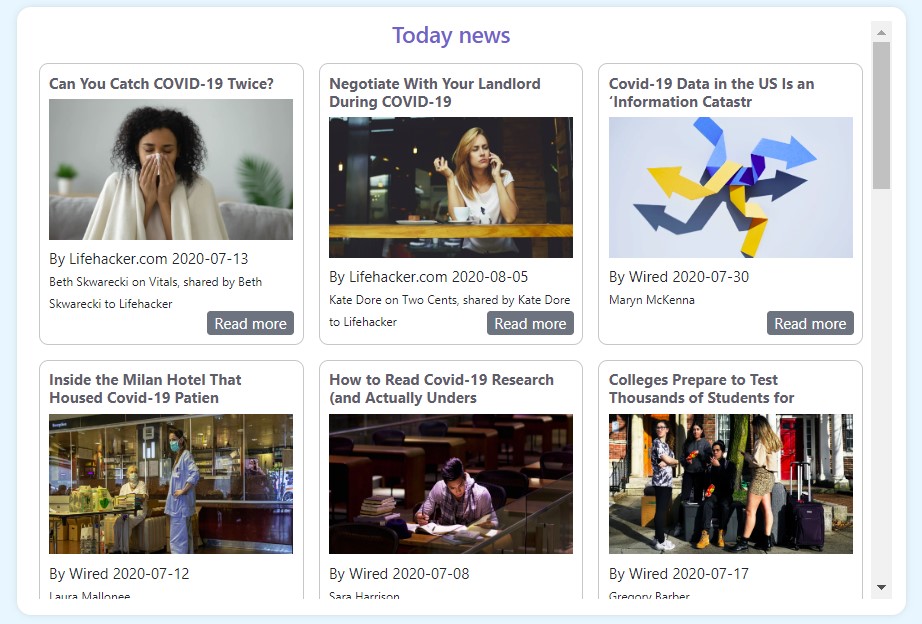 Today news
Can You Catch COVID-19 Twice?
By Lifehacker.com 2020-07-13
Beth Skwarecki on Vitals, shared by Beth
Skwarecki to Lifehacker
Read more
Negotiate With Your Landlord
During COVID-19
By Lifehacker.com 2020-08-05
Kate Dore on Two Cents, shared by Kate Dore
to Lifehacker
Read more
Covid-19 Data in the US Is an
‘Information Catastr
By Wired 2020-07-30
Maryn McKenna
Read more
Inside the Milan Hotel That
Housed Covid-19 Patien
By Wired 2020-07-12
Laura Mallonee
How to Read Covid-19 Research
(and Actually Unders
By Wired 2020-07-08
Sara Harrison
Colleges Prepare to Test
Thousands of Students for
By Wired 2020-07-17
Gregory Barber